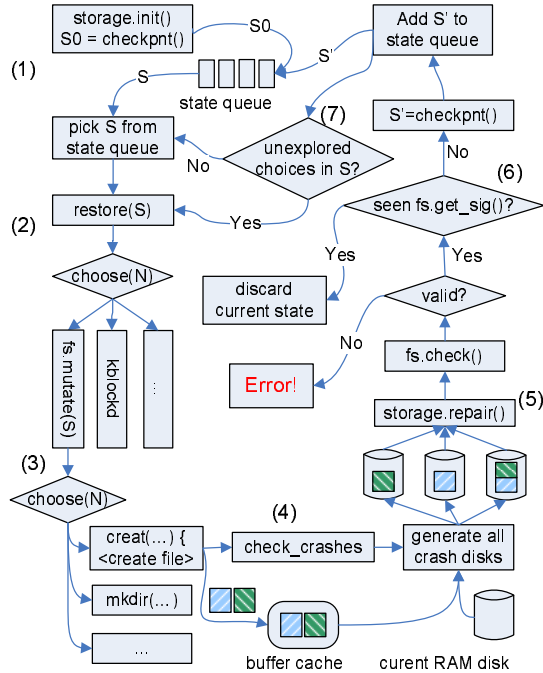 storage.init()
S0 = checkpnt()
S0
S'
Add S' to
state queue
(1)
S
state queue
S'=checkpnt()
pick S from
state queue
(7)
unexplored
choices in S?
No
No
(6)
restore(S)
Yes
seen fs.get_sig()?
(2)
choose(N)
Yes
Yes
discard
current state
valid?
No
fs.mutate(S)
kblockd
...
fs.check()
Error!
(5)
storage.repair()
(3)
choose(N)
(4)
creat(...) {
<create file>
check_crashes
generate all
crash disks
mkdir(...)
...
buffer cache
curent RAM disk